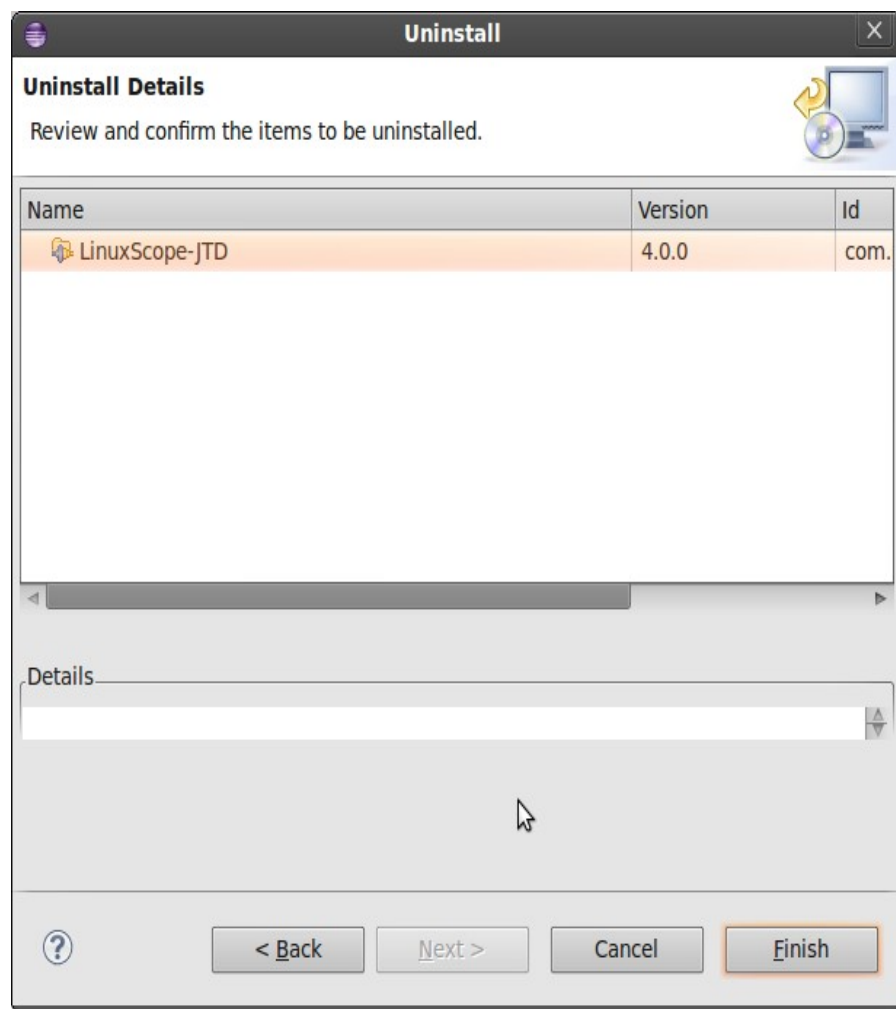 Uninstall
Uninstall Details
Review and confirm the items to be uninstalled.
Name Version Id
LinuxScope-JTD 4.0.0 com.
Details
? < Back Next > Cancel Finish